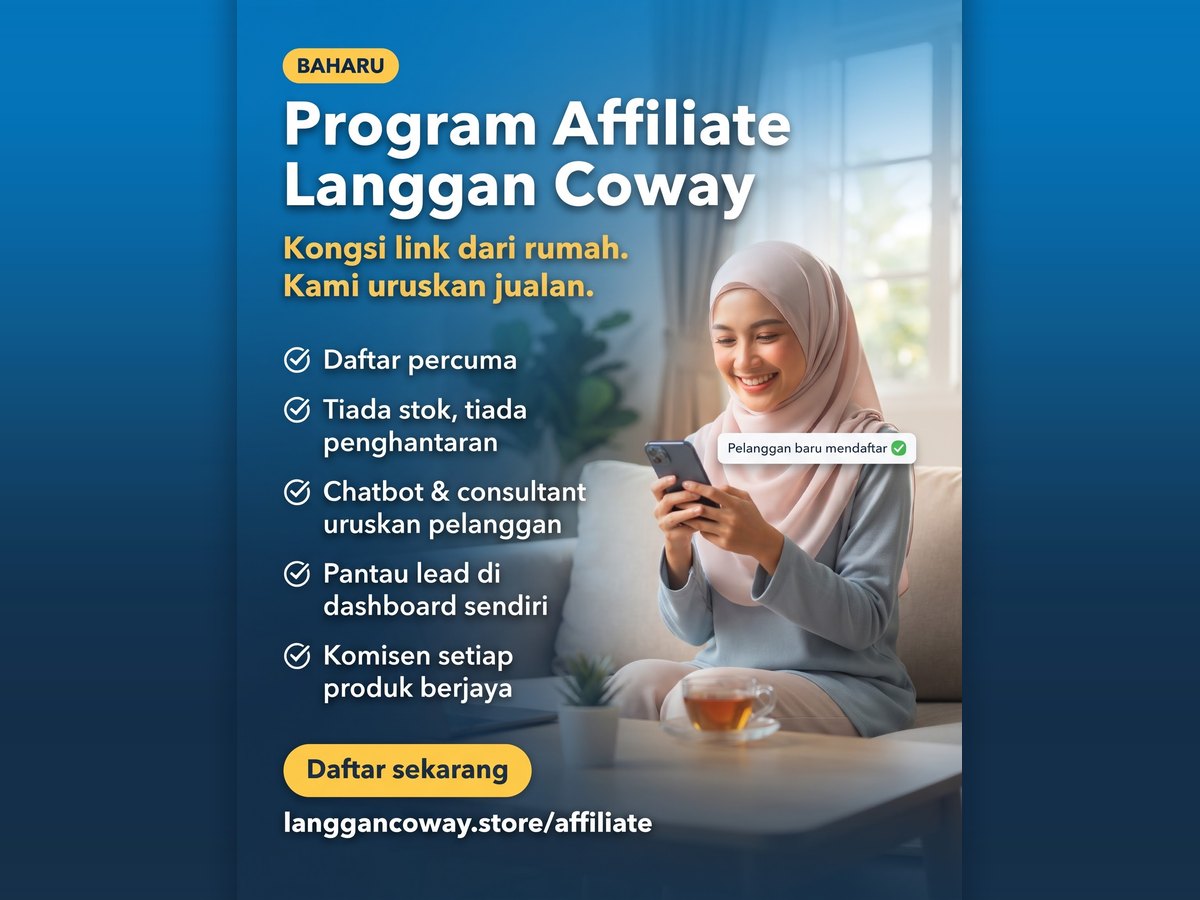 BAHARU
Program Affiliate
Langgan Coway
Kongsi link dari rumah.
Kami uruskan jualan.
Daftar percuma
Tiada stok, tiada
penghantaran
Chatbot & consultant
uruskan pelanggan
Pantau lead di
dashboard sendiri
Komisen setiap
produk berjaya
Pelanggan baru mendaftar
Daftar sekarang
langgancoway.store/affiliate